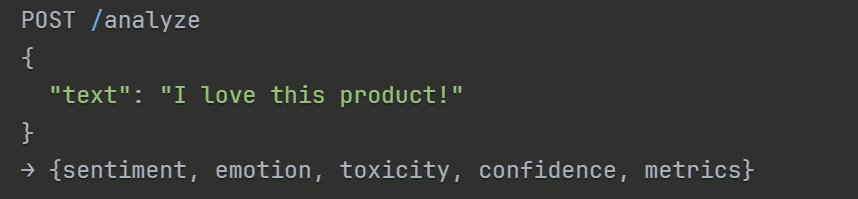 POST /analyze
{
  "text": "I love this product!"
}
→ {sentiment, emotion, toxicity, confidence, metrics}